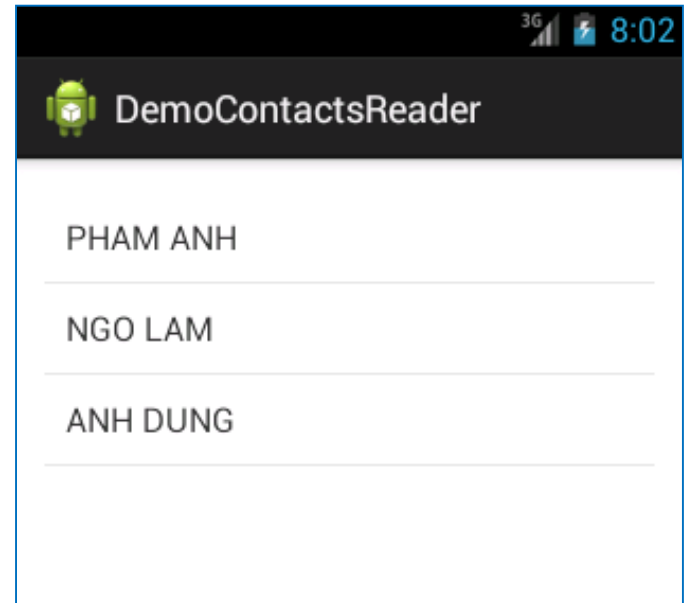 3G 8:02
DemoContactsReader
PHAM ANH
NGO LAM
ANH DUNG